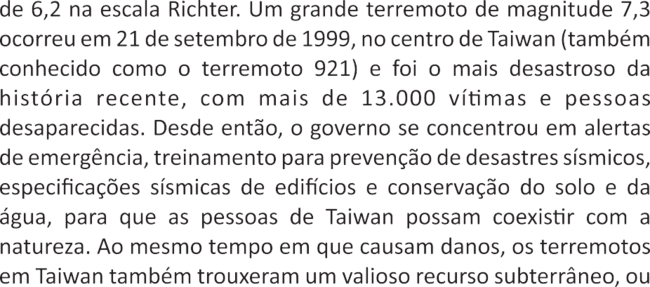 de 6,2 na escala Richter. Um grande terremoto de magnitude 7,3
ocorreu em 21 de setembro de 1999, no centro de Taiwan (também
conhecido como o terremoto 921) e foi o mais desastroso da
história recente, com mais de 13.000 vítimas e pessoas
desaparecidas. Desde então, o governo se concentrou em alertas
de emergência, treinamento para prevenção de desastres sísmicos,
especificações sísmicas de edifícios e conservação do solo e da
água, para que as pessoas de Taiwan possam coexistir com a
natureza. Ao mesmo tempo em que causam danos, os terremotos
em Taiwan também trouxeram um valioso recurso subterrâneo, ou